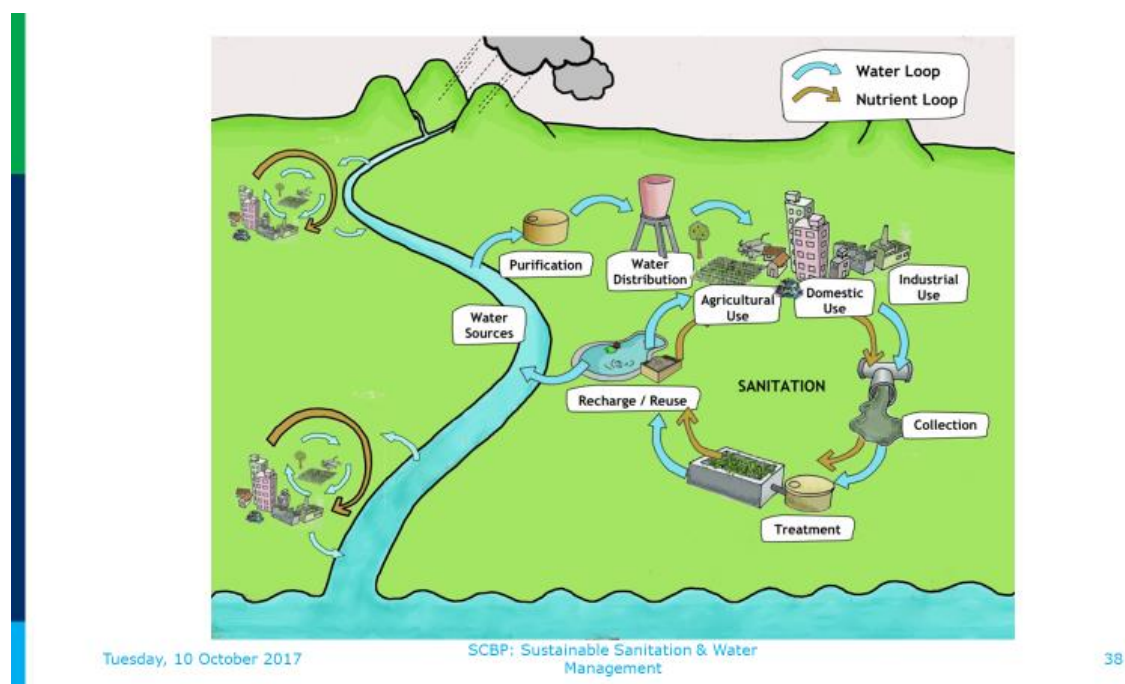 Water Loop
Nutrient Loop
Purification
Water
Distribution
Agricultural
Use
Domestic
Use
Industrial
Use
Water
Sources
SANITATION
Recharge / Reuse
Collection
Treatment
Tuesday, 10 October 2017
SCBP: Sustainable Sanitation & Water
Management
38